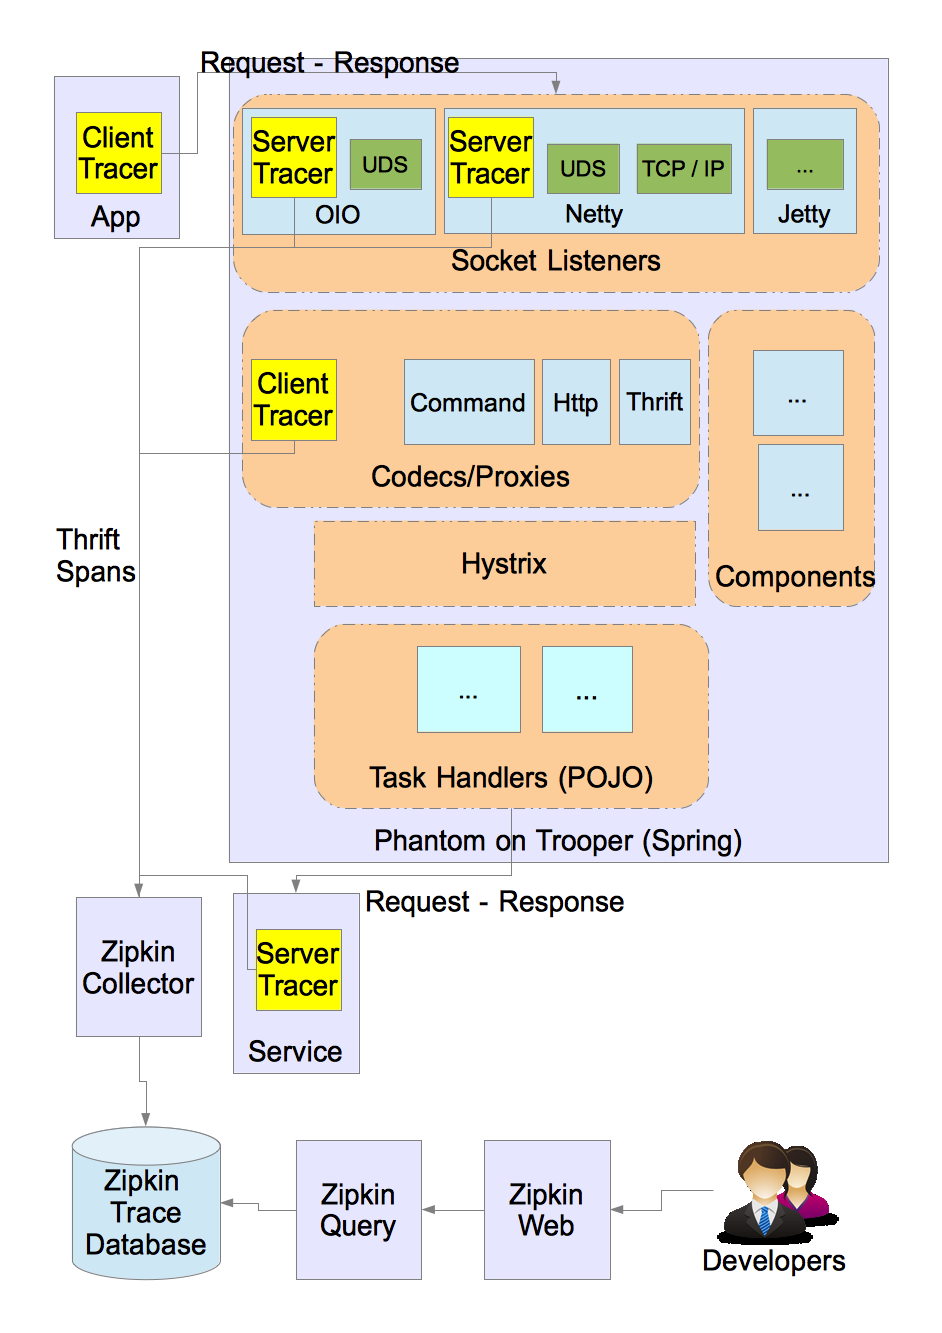 Request - Response
Client
Tracer
App
Server
Tracer
UDS
OIO
Server
Tracer
UDS
TCP / IP
Netty
...
Jetty
Socket Listeners
Client
Tracer
Command
Http
Thrift
Codecs/Proxies
...
...
Components
Thrift
Spans
Hystrix
...
...
Task Handlers (POJO)
Phantom on Trooper (Spring)
Request - Response
Zipkin
Collector
Server
Tracer
Service
Zipkin
Trace
Database
Zipkin
Query
Zipkin
Web
Developers